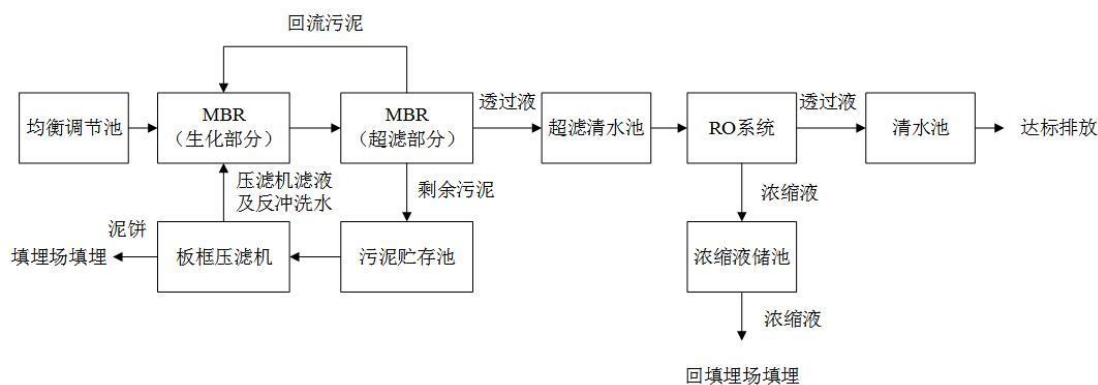 回流污泥
均衡调节池
MBR
（生化部分）
MBR
（超滤部分）
透过液
超滤清水池
RO系统
透过液
清水池
达标排放
压滤机滤液
及反冲洗水
剩余污泥
浓缩液
泥饼
填埋场填埋
板框压滤机
污泥贮存池
浓缩液储池
浓缩液
回填埋场填埋